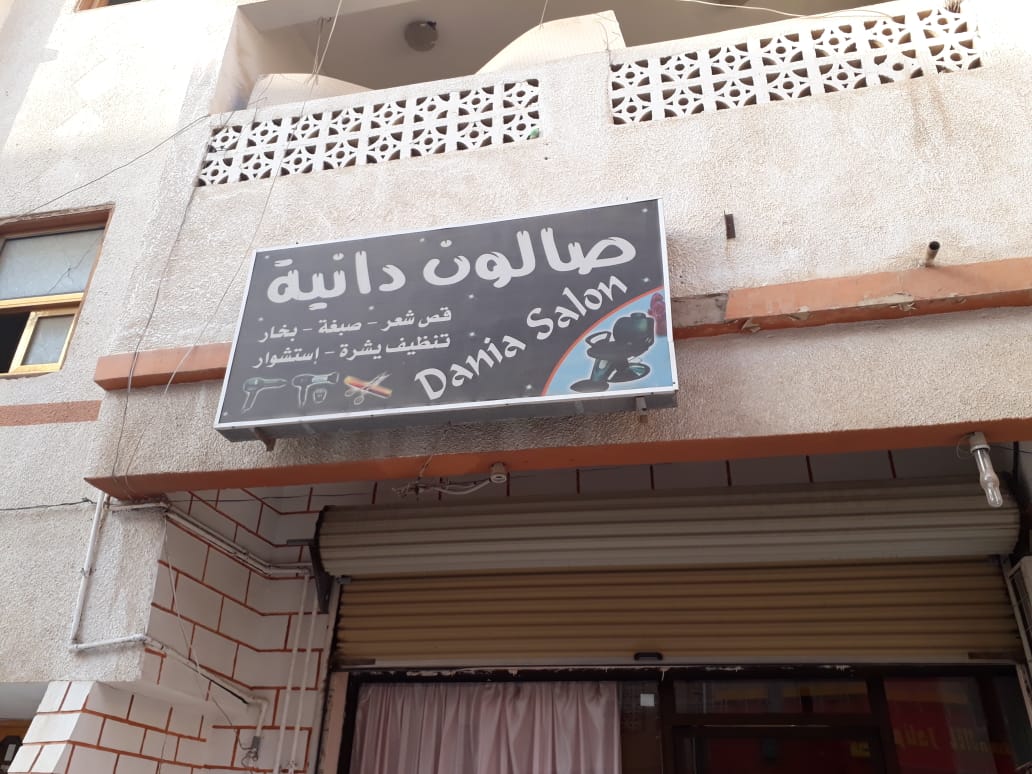 صالون دانية
قص شعر - صبغة - بخار
تنظيف بشرة - إستشوار
Dania Salon